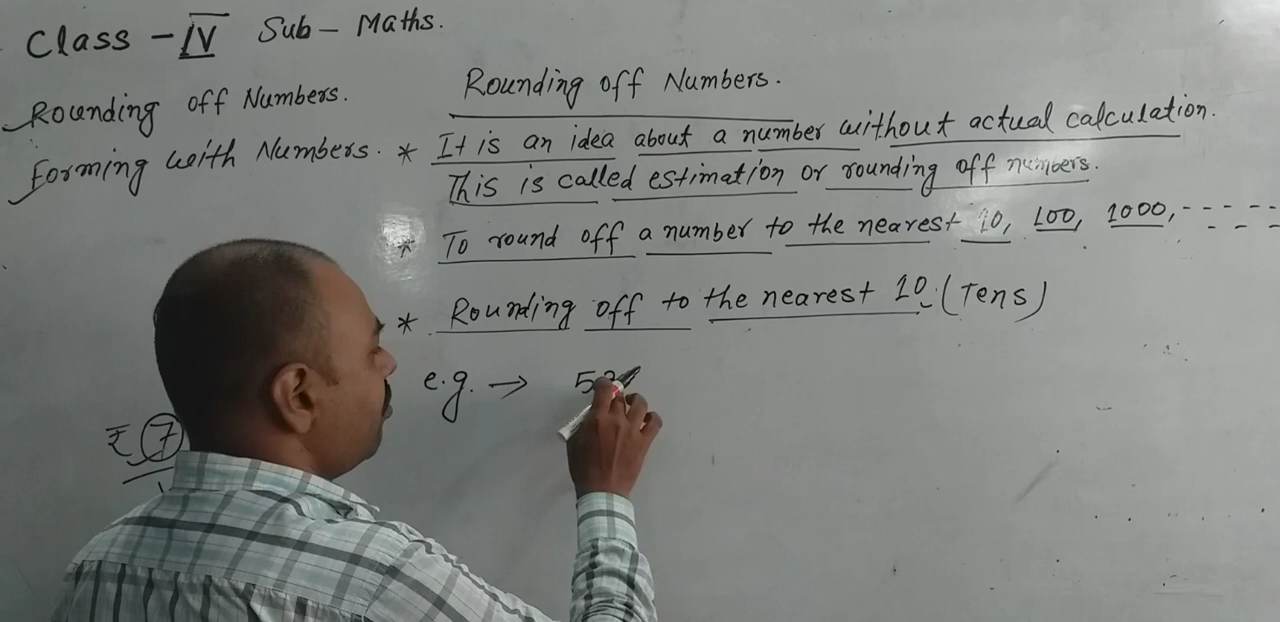 Class - IV Sub - Maths.
Rounding off Numbers.
Forming with Numbers.
Rounding off Numbers.
* It is an idea about a number without actual calculation.
This is called estimation or rounding off numbers.
* To round off a number to the nearest 10, 100, 1000, - - - - -
* Rounding off to the nearest 10. (Tens)
e.g. →
₹ 7